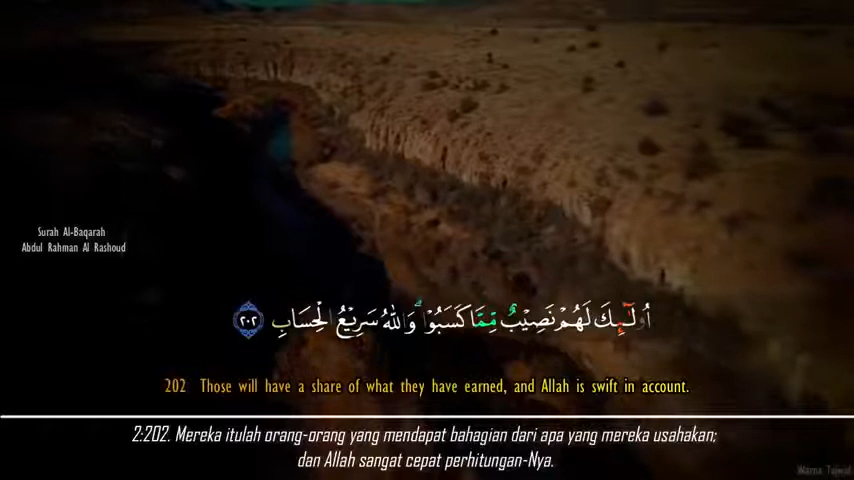 Surah Al-Baqarah
Abdul Rahman Al Rashoud
أُولَـٰٓئِكَ لَهُمْ نَصِيبٌ مِّمَّا كَسَبُوا۟ ۚ وَاللَّهُ سَرِيعُ الْحِسَابِ ٢٠٢
202 Those will have a share of what they have earned, and Allah is swift in account.
2:202. Mereka itulah orang-orang yang mendapat bahagian dari apa yang mereka usahakan;
dan Allah sangat cepat perhitungan-Nya.
Warna Tajwid